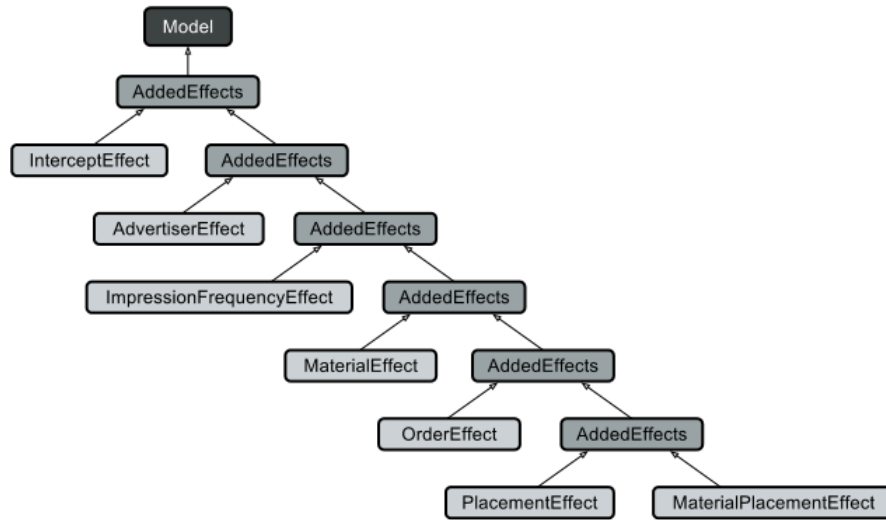 Model
AddedEffects
InterceptEffect
AddedEffects
AdvertiserEffect
AddedEffects
ImpressionFrequencyEffect
AddedEffects
MaterialEffect
AddedEffects
OrderEffect
AddedEffects
PlacementEffect
MaterialPlacementEffect